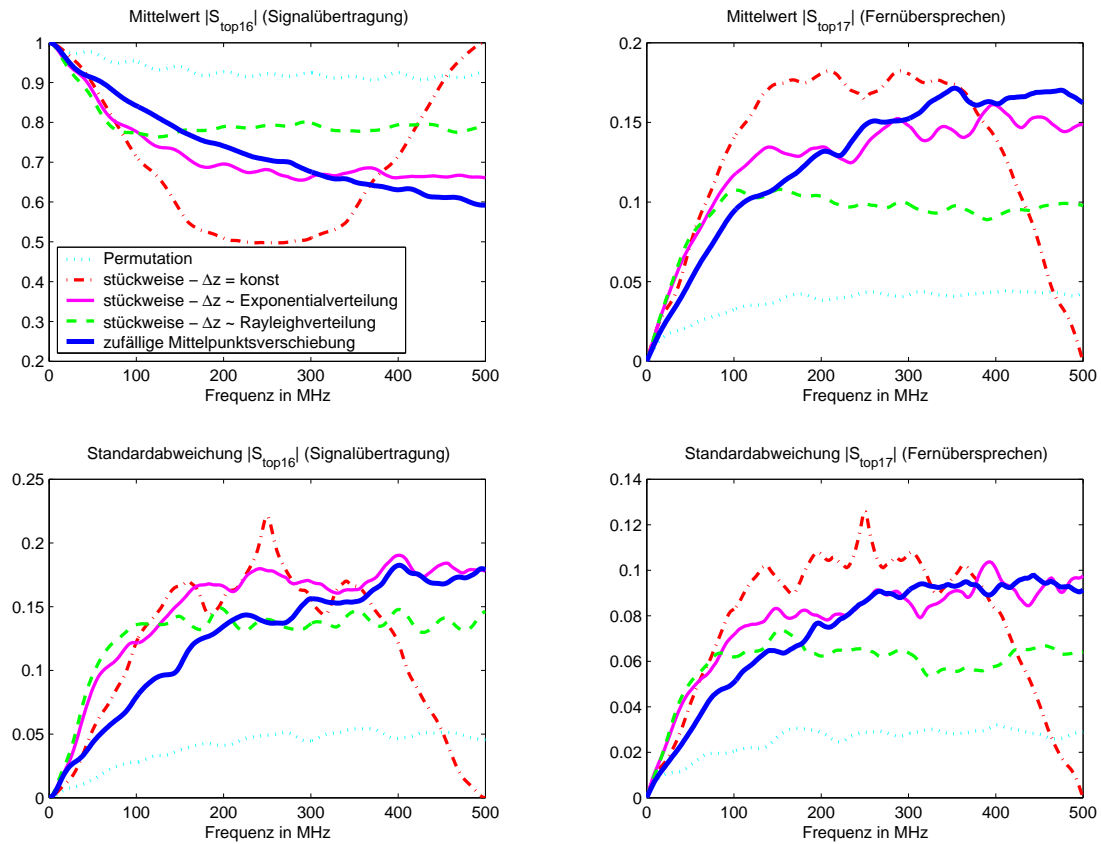 Mittelwert |S_top16| (Signalübertragung)
1
0.9
0.8
0.7
0.6
0.5
0.4
0.3
0.2
0 100 200 300 400 500
Frequenz in MHz
Permutation
stückweise – Δz = konst
stückweise – Δz ~ Exponentialverteilung
stückweise – Δz ~ Rayleighverteilung
zufällige Mittelpunktsverschiebung
Mittelwert |S_top17| (Fernübersprechen)
0.2
0.15
0.1
0.05
0
0 100 200 300 400 500
Frequenz in MHz
Standardabweichung |S_top16| (Signalübertragung)
0.25
0.2
0.15
0.1
0.05
0
0 100 200 300 400 500
Frequenz in MHz
Standardabweichung |S_top17| (Fernübersprechen)
0.14
0.12
0.1
0.08
0.06
0.04
0.02
0
0 100 200 300 400 500
Frequenz in MHz